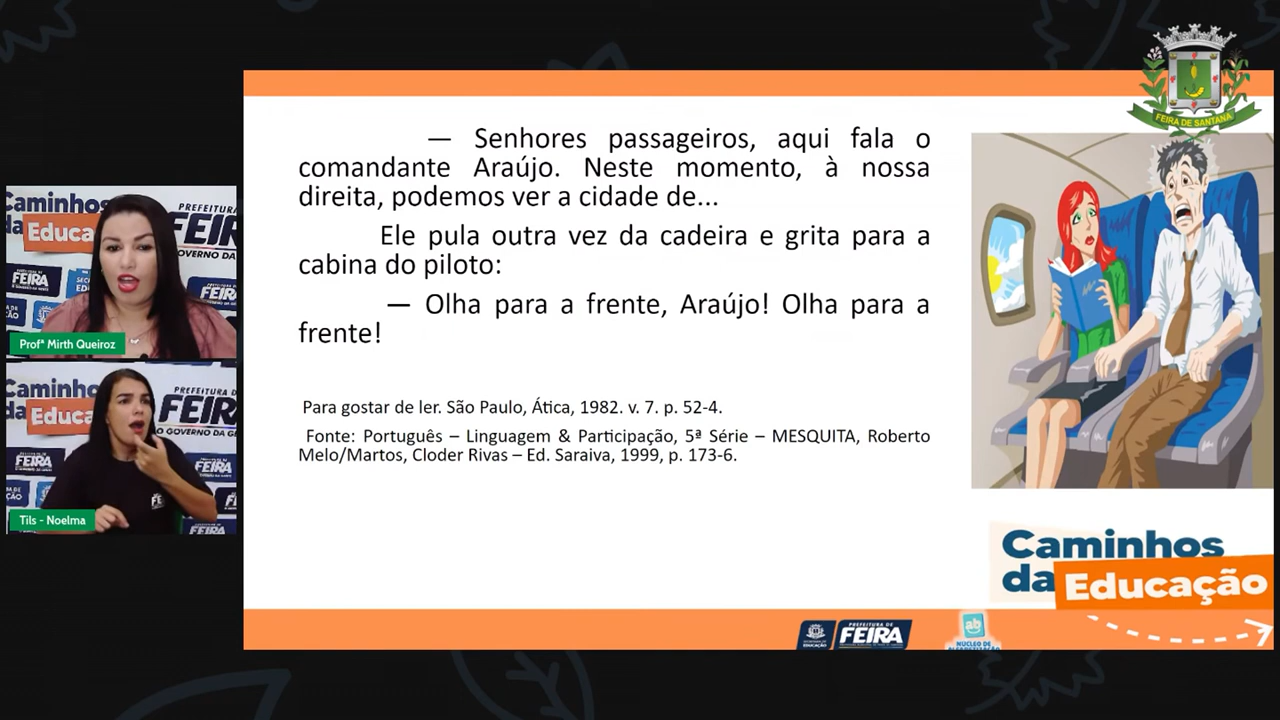 FEIRA DE SANTANA
— Senhores passageiros, aqui fala o
comandante Araújo. Neste momento, à nossa
direita, podemos ver a cidade de...
Ele pula outra vez da cadeira e grita para a
cabina do piloto:
— Olha para a frente, Araújo! Olha para a
frente!
Para gostar de ler. São Paulo, Ática, 1982. v. 7. p. 52-4.
Fonte: Português – Linguagem & Participação, 5ª Série – MESQUITA, Roberto
Melo/Martos, Cloder Rivas – Ed. Saraiva, 1999, p. 173-6.
Profª Mirth Queiroz
Tils - Noelma
Caminhos
da Educação
PREFEITURA DE
FEIRA
ab
NÚCLEO DE